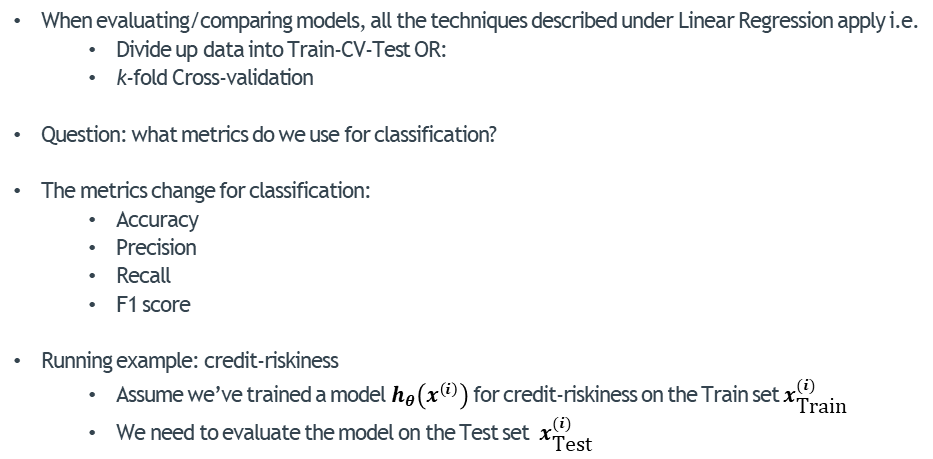 • When evaluating/comparing models, all the techniques described under Linear Regression apply i.e.
• Divide up data into Train-CV-Test OR:
• k-fold Cross-validation
• Question: what metrics do we use for classification?
• The metrics change for classification:
• Accuracy
• Precision
• Recall
• F1 score
• Running example: credit-riskiness
• Assume we've trained a model h_θ(x^(i)) for credit-riskiness on the Train set x_Train^(i)
• We need to evaluate the model on the Test set x_Test^(i)